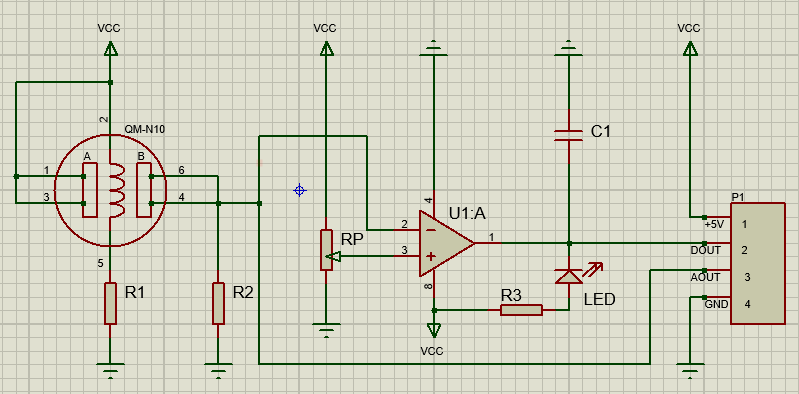 VCC
VCC
VCC
2
QM-N10
A
B
1
6
3
4
5
R1
R2
RP
4
U1:A
2
3
1
8
VCC
C1
R3
LED
P1
+5V 1
DOUT 2
AOUT 3
GND 4